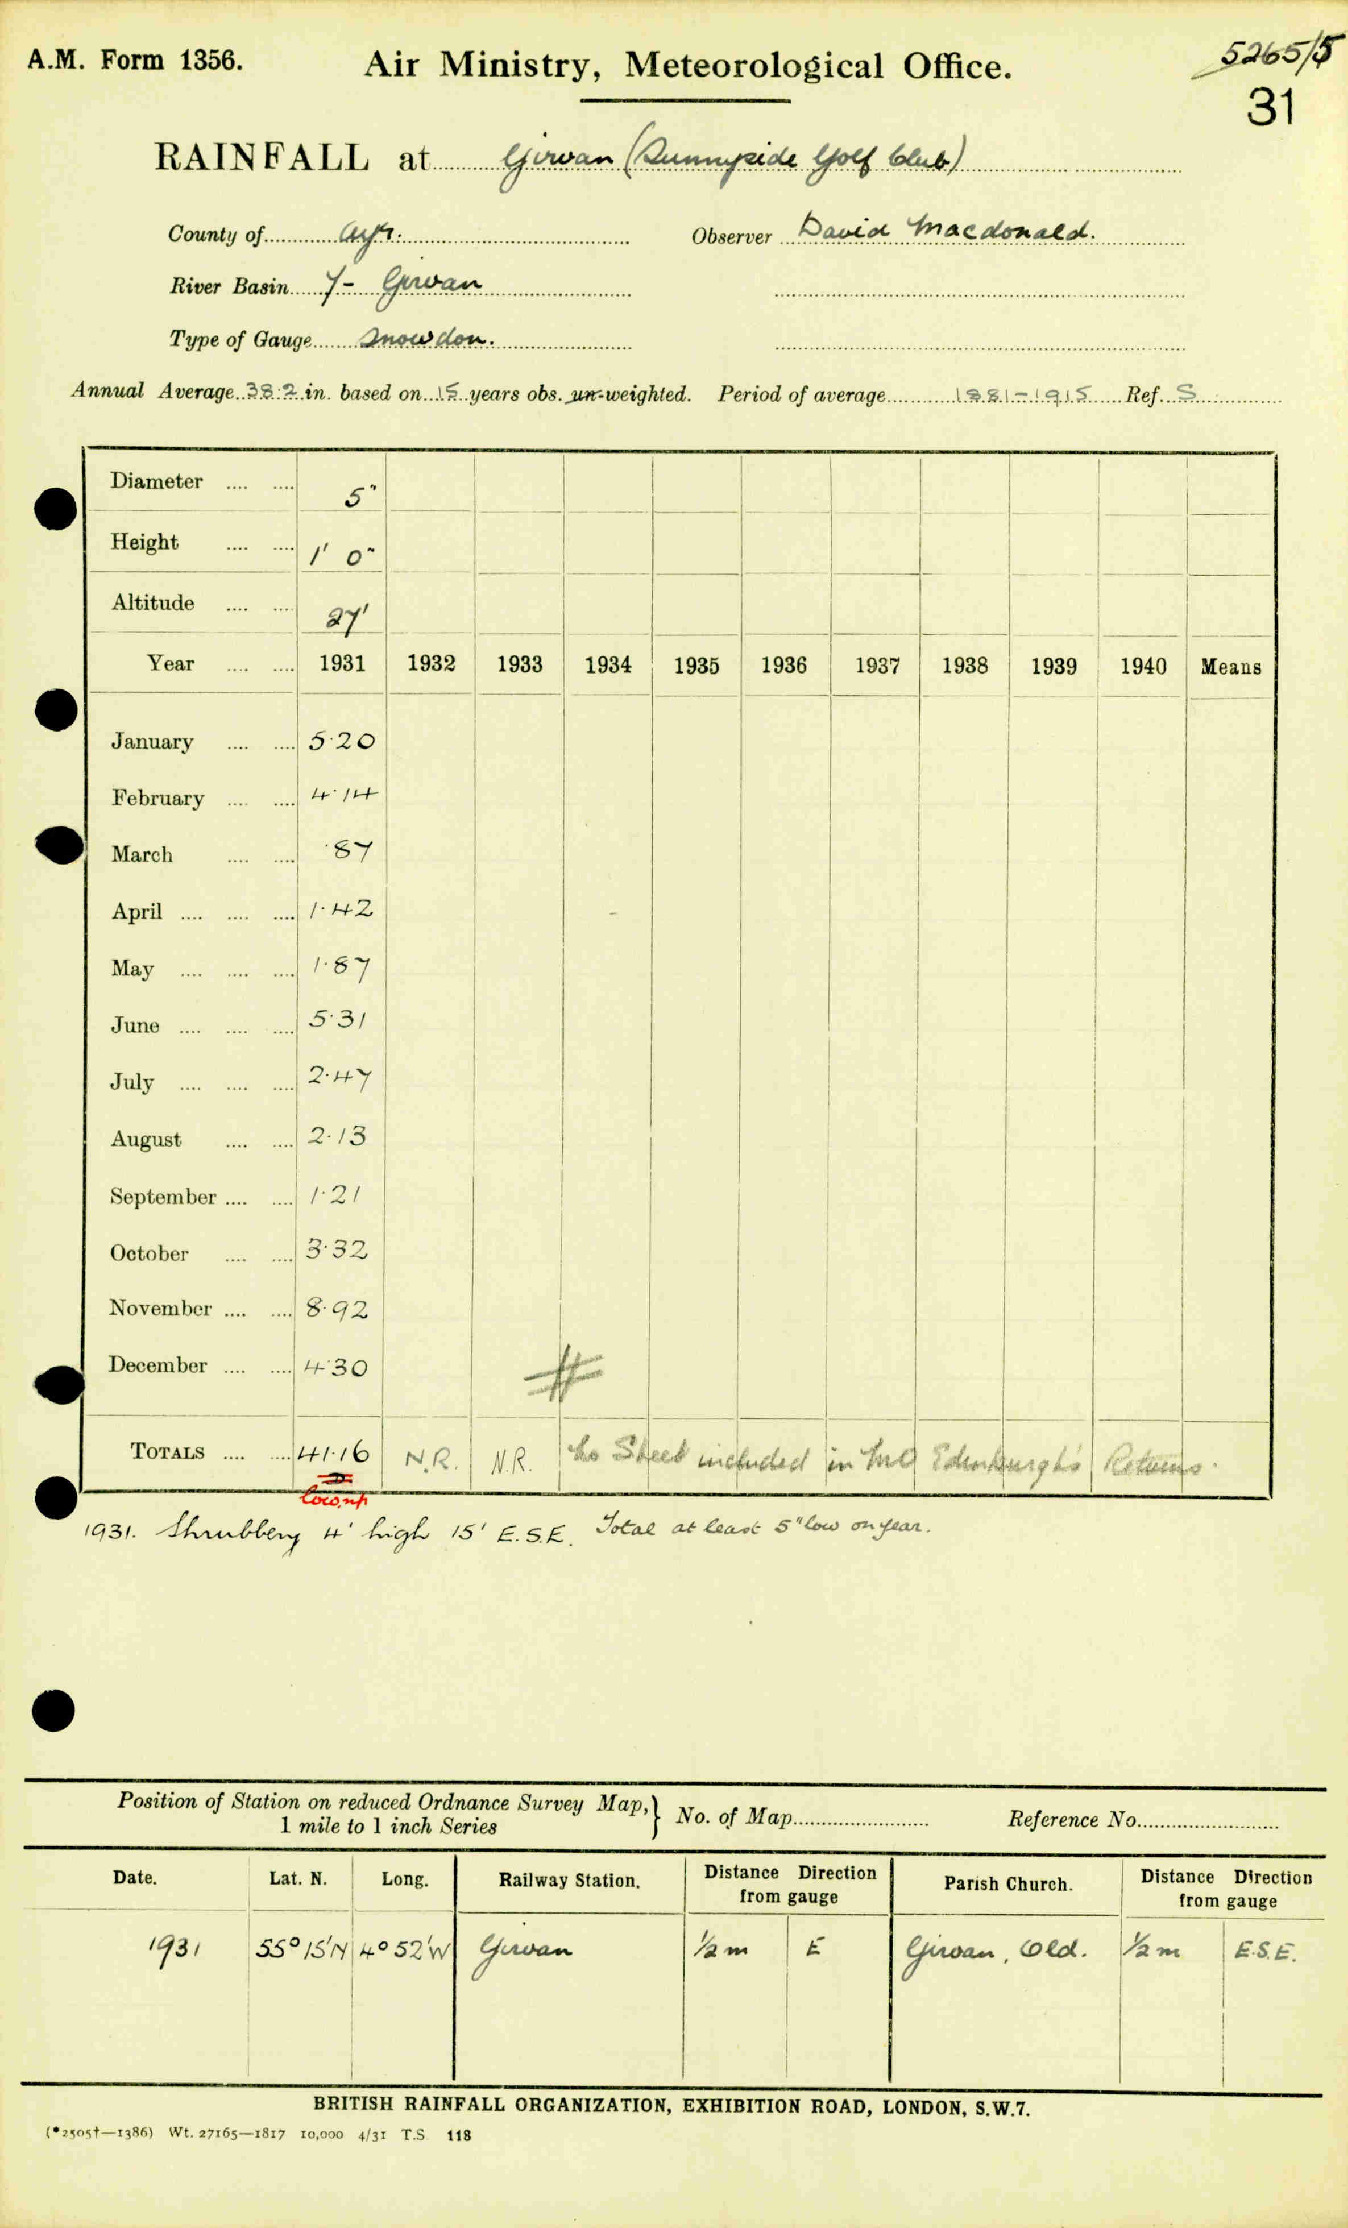 A.M. Form 1356.
Air Ministry, Meteorological Office.
5265/5
31
RAINFALL at Girvan (Sunnyside Golf Club)
County of Ayr.
Observer David Macdonald.
River Basin 7- Girvan
Type of Gauge Snowdon.
Annual Average 38.2 in. based on 15 years obs. un-weighted. Period of average 1881-1915 Ref. S
Diameter .... .... 5"
Height .... .... 1' 0"
Altitude .... .... 27'
Year .... .... 1931 1932 1933 1934 1935 1936 1937 1938 1939 1940 Means
January .... .... 5.20
February .... .... 4.14
March .... .... .87
April .... .... .... 1.42
May .... .... .... 1.87
June .... .... .... 5.31
July .... .... .... 2.47
August .... .... 2.13
September .... .... 1.21
October .... .... 3.32
November .... .... 8.92
December .... .... 4.30
#
TOTALS .... .... 41.16 N.R. N.R. No Sheet included in MO Edinburgh's Returns.
1931. Shrubbery 4' high 15' E.S.E. Total at least 5" low on year.
Position of Station on reduced Ordnance Survey Map, } No. of Map Reference No.
1 mile to 1 inch Series
Date. Lat. N. Long. Railway Station. Distance Direction from gauge Parish Church. Distance Direction from gauge
1931 55° 15' N 4° 52' W Girvan ½ m E Girvan, Old. ½ m E.S.E.
BRITISH RAINFALL ORGANIZATION, EXHIBITION ROAD, LONDON, S.W.7.
(*2505†—1386) Wt. 27165—1817 10,000 4/31 T.S. 118